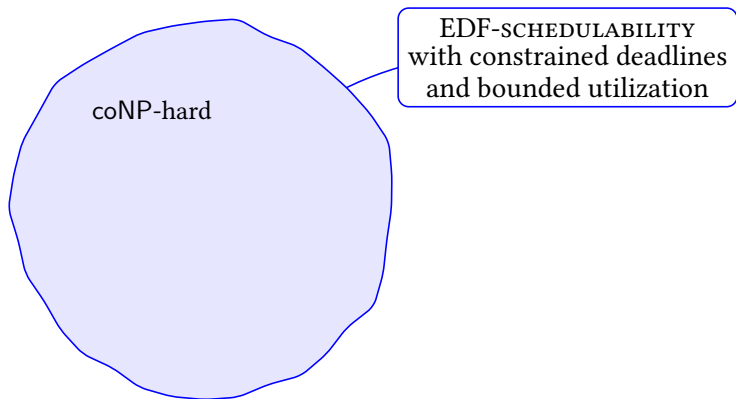 EDF-SCHEDULABILITY
with constrained deadlines
and bounded utilization
coNP-hard